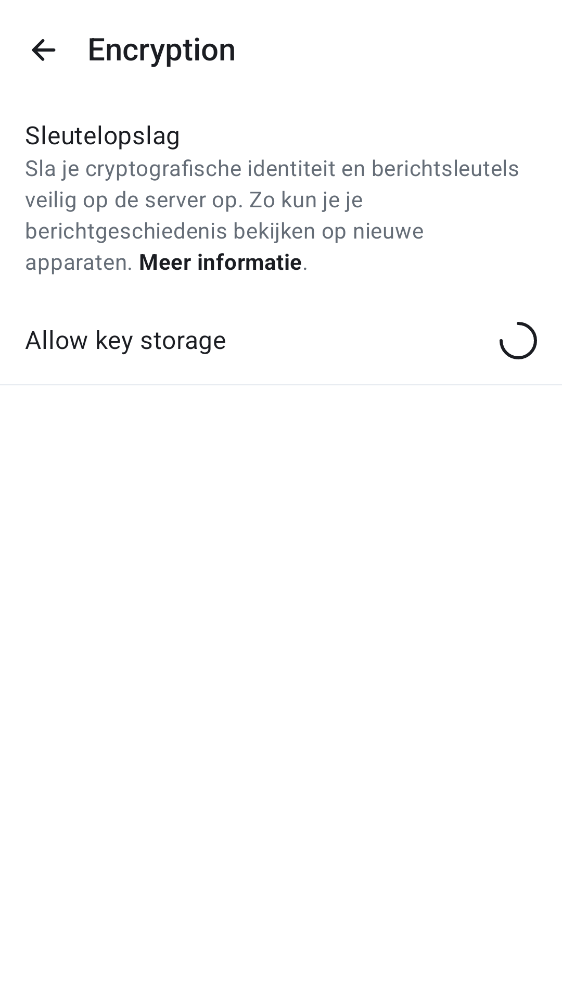 Encryption
Sleutelopslag
Sla je cryptografische identiteit en berichtsleutels
veilig op de server op. Zo kun je je
berichtgeschiedenis bekijken op nieuwe
apparaten. Meer informatie.
Allow key storage